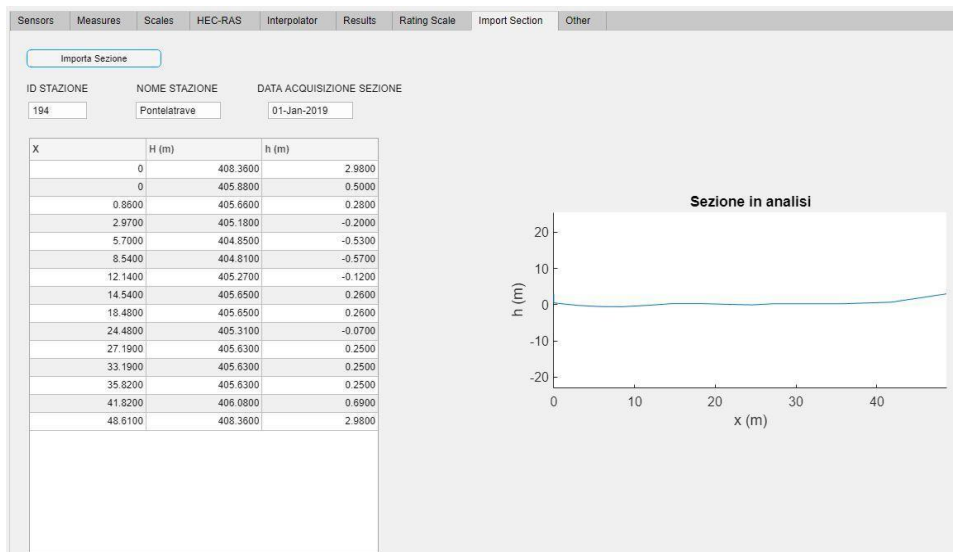 Sensors Measures Scales HEC-RAS Interpolator Results Rating Scale Import Section Other
Importa Sezione
ID STAZIONE NOME STAZIONE DATA ACQUISIZIONE SEZIONE
194 Pontelatrave 01-Jan-2019
X H (m) h (m)
0 408.3600 2.9800
0 405.8800 0.5000
0.8600 405.6600 0.2800
2.9700 405.1800 -0.2000
5.7000 404.8500 -0.5300
8.5400 404.8100 -0.5700
12.1400 405.2700 -0.1200
14.5400 405.6500 0.2600
18.4800 405.6500 0.2600
24.4800 405.3100 -0.0700
27.1900 405.6300 0.2500
33.1900 405.6300 0.2500
35.8200 405.6300 0.2500
41.8200 406.0800 0.6900
48.6100 408.3600 2.9800
Sezione in analisi
20
10
0
-10
-20
h (m)
0 10 20 30 40
x (m)